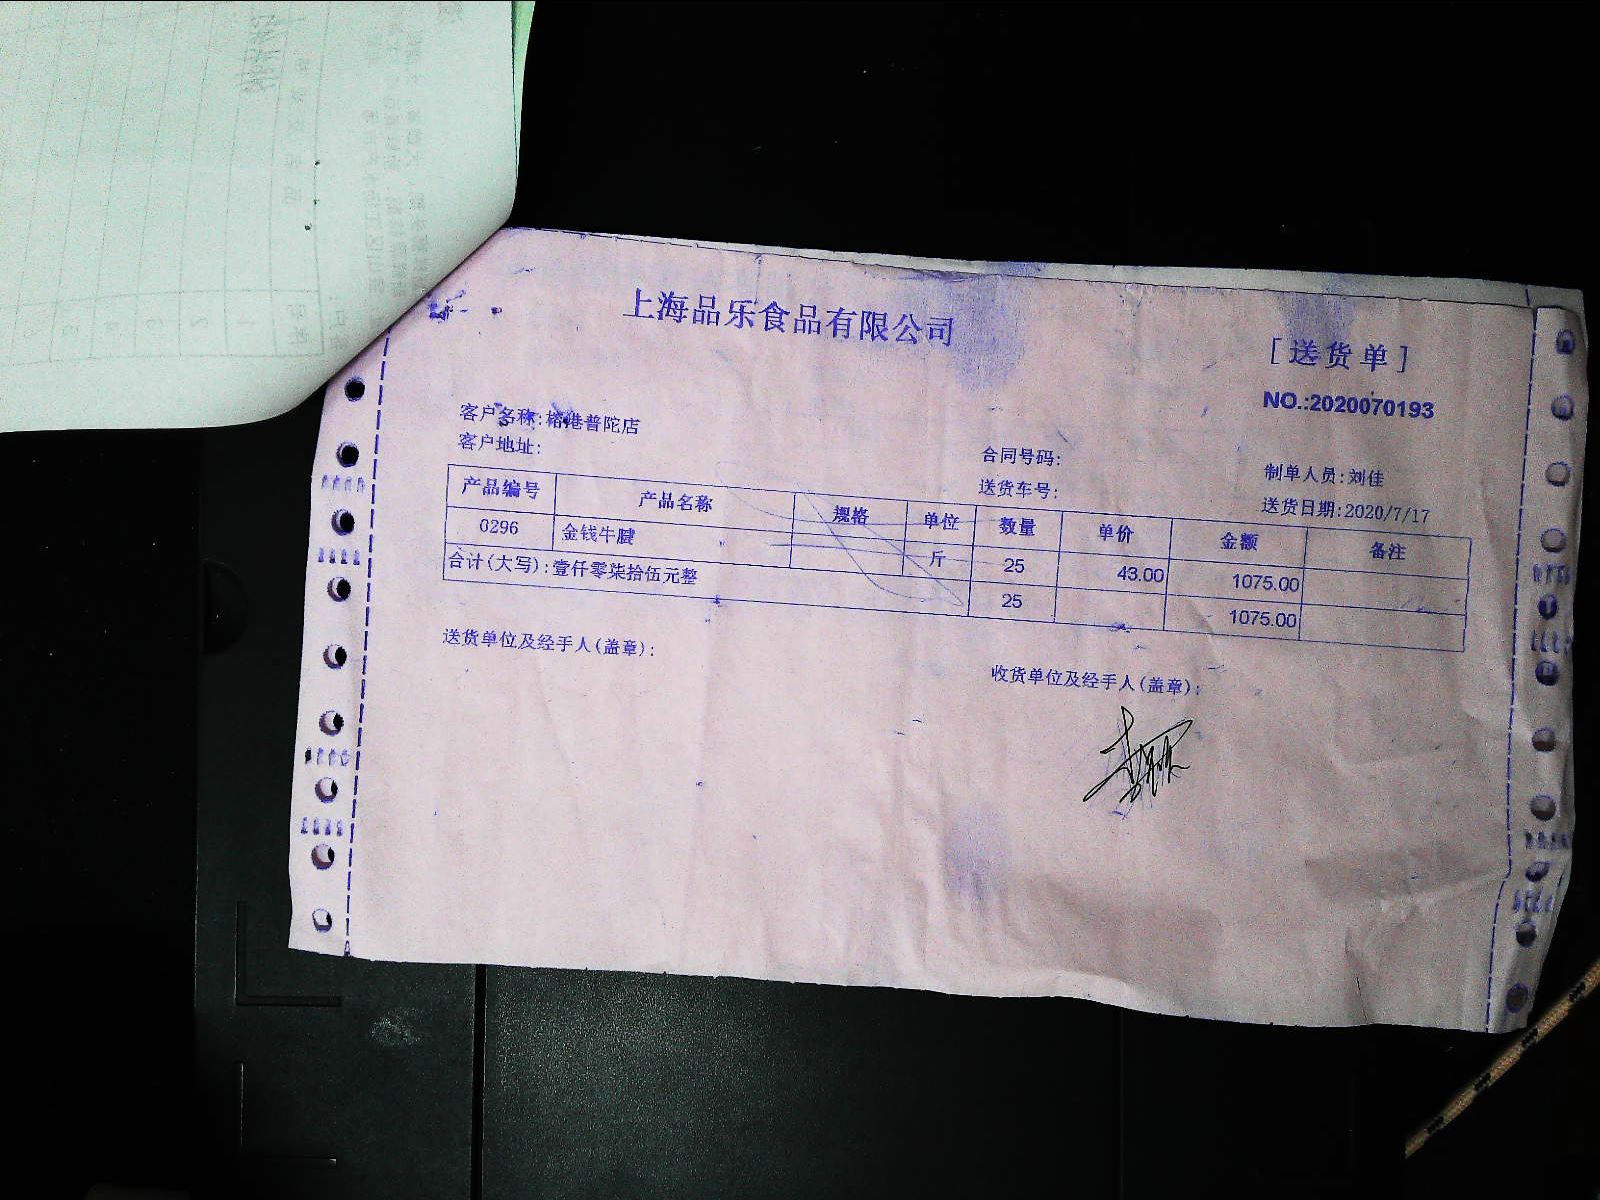 上海品乐食品有限公司
[送货单]
NO.:2020070193
客户名称:榕港普陀店
客户地址:
合同号码:
制单人员:刘佳
送货车号:
送货日期:2020/7/17
产品编号 产品名称 规格 单位 数量 单价 金额 备注
0296 金钱牛腱 斤 25 43.00 1075.00
合计(大写):壹仟零柒拾伍元整 25 1075.00
送货单位及经手人(盖章):
收货单位及经手人(盖章):